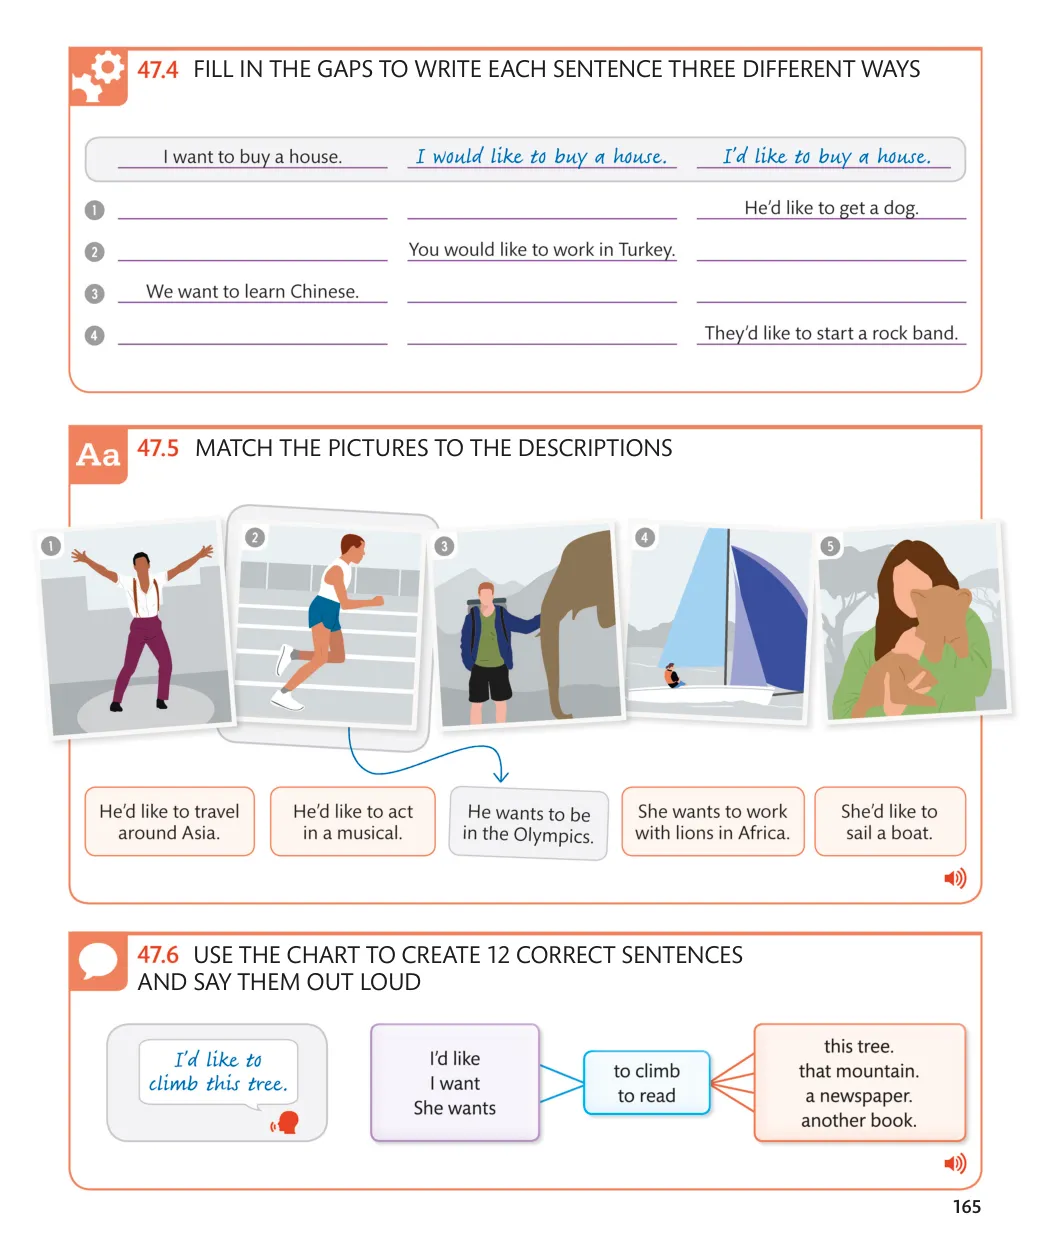 47.4 FILL IN THE GAPS TO WRITE EACH SENTENCE THREE DIFFERENT WAYS
I want to buy a house. I would like to buy a house. I’d like to buy a house.
1 He’d like to get a dog.
2 You would like to work in Turkey.
3 We want to learn Chinese.
4 They’d like to start a rock band.
Aa 47.5 MATCH THE PICTURES TO THE DESCRIPTIONS
1 2 3 4 5
He’d like to travel
around Asia.
He’d like to act
in a musical.
He wants to be
in the Olympics.
She wants to work
with lions in Africa.
She’d like to
sail a boat.
47.6 USE THE CHART TO CREATE 12 CORRECT SENTENCES
AND SAY THEM OUT LOUD
I’d like to
climb this tree.
I’d like
I want
She wants
to climb
to read
this tree.
that mountain.
a newspaper.
another book.
165